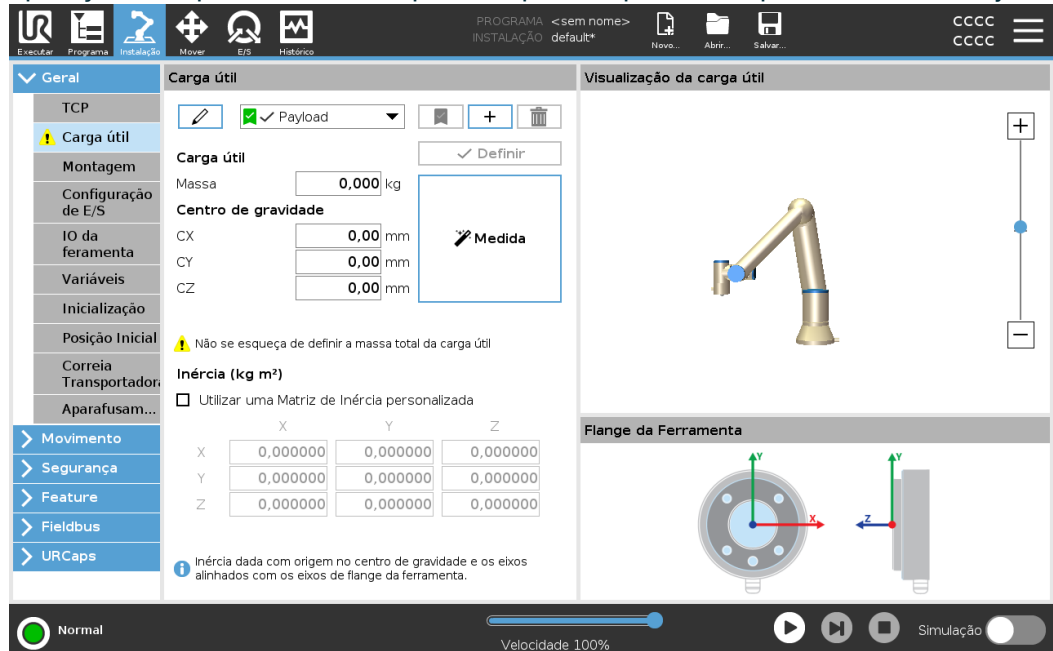 PROGRAMA <sem nome>
INSTALAÇÃO default*
UR
Executar Programa Instalação Mover E/S Histórico Novo... Abrir... Salvar...
CCCC
CCCC
Geral
TCP
Carga útil
Montagem
Configuração
de E/S
IO da
feramenta
Variáveis
Inicialização
Posição Inicial
Correia
Transportadora
Aparafusam...
Movimento
Segurança
Feature
Fieldbus
URCaps
Carga útil
Payload
Carga útil
Definir
Massa 0,000 kg
Centro de gravidade
CX 0,00 mm
CY 0,00 mm
CZ 0,00 mm
Medida
Não se esqueça de definir a massa total da carga útil
Inércia (kg m²)
Utilizar uma Matriz de Inércia personalizada
X Y Z
X 0,000000 0,000000 0,000000
Y 0,000000 0,000000 0,000000
Z 0,000000 0,000000 0,000000
Inércia dada com origem no centro de gravidade e os eixos
alinhados com os eixos de flange da ferramenta.
Visualização da carga útil
Flange da Ferramenta
Y Y
X Z
Normal
Velocidade 100%
Simulação